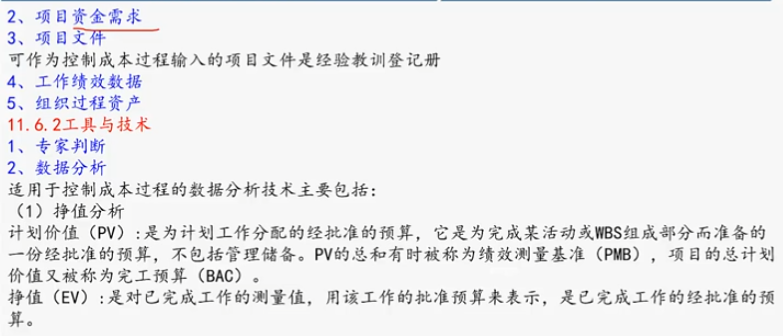 2、项目资金需求
3、项目文件
可作为控制成本过程输入的项目文件是经验教训登记册
4、工作绩效数据
5、组织过程资产
11.6.2工具与技术
1、专家判断
2、数据分析
适用于控制成本过程的数据分析技术主要包括：
（1）挣值分析
计划价值（PV）:是为计划工作分配的经批准的预算，它是为完成某活动或WBS组成部分而准备的
一份经批准的预算，不包括管理储备。PV的总和有时被称为绩效测量基准（PMB），项目的总计划
价值又被称为完工预算（BAC）。
挣值（EV）:是对已完成工作的测量值，用该工作的批准预算来表示，是已完成工作的经批准的预
算。